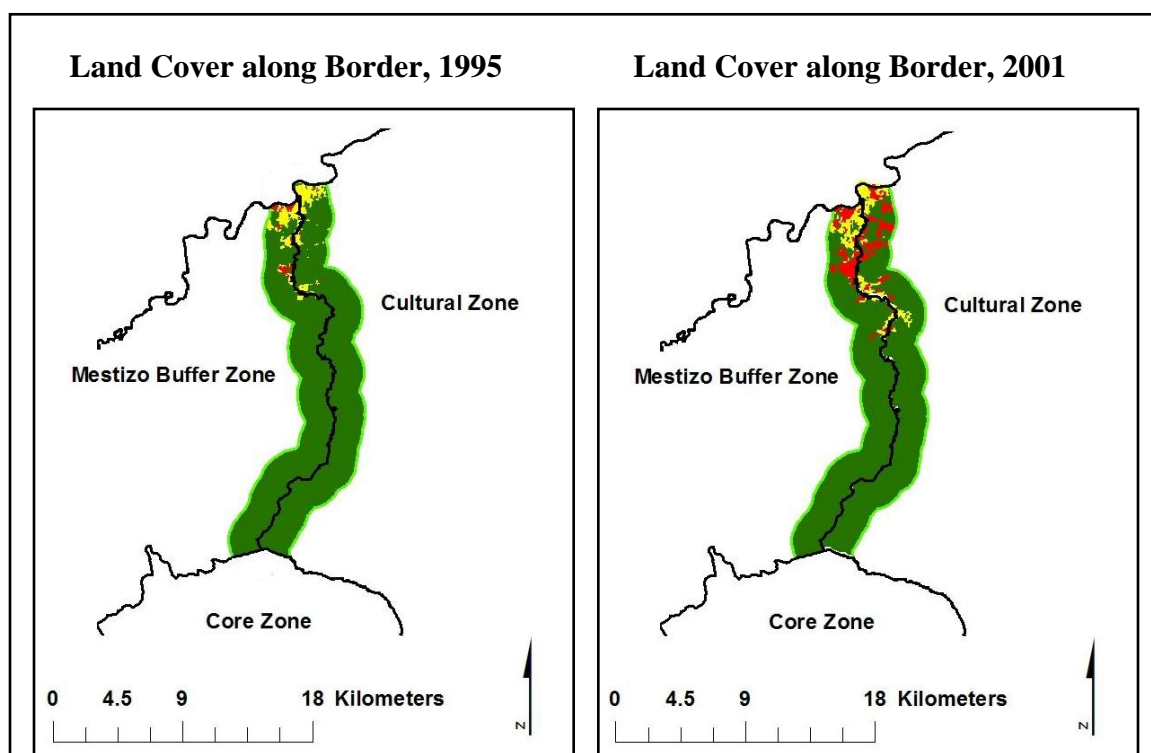 Land Cover along Border, 1995
Cultural Zone
Mestizo Buffer Zone
Core Zone
0 4.5 9 18 Kilometers
N
Land Cover along Border, 2001
Cultural Zone
Mestizo Buffer Zone
Core Zone
0 4.5 9 18 Kilometers
N